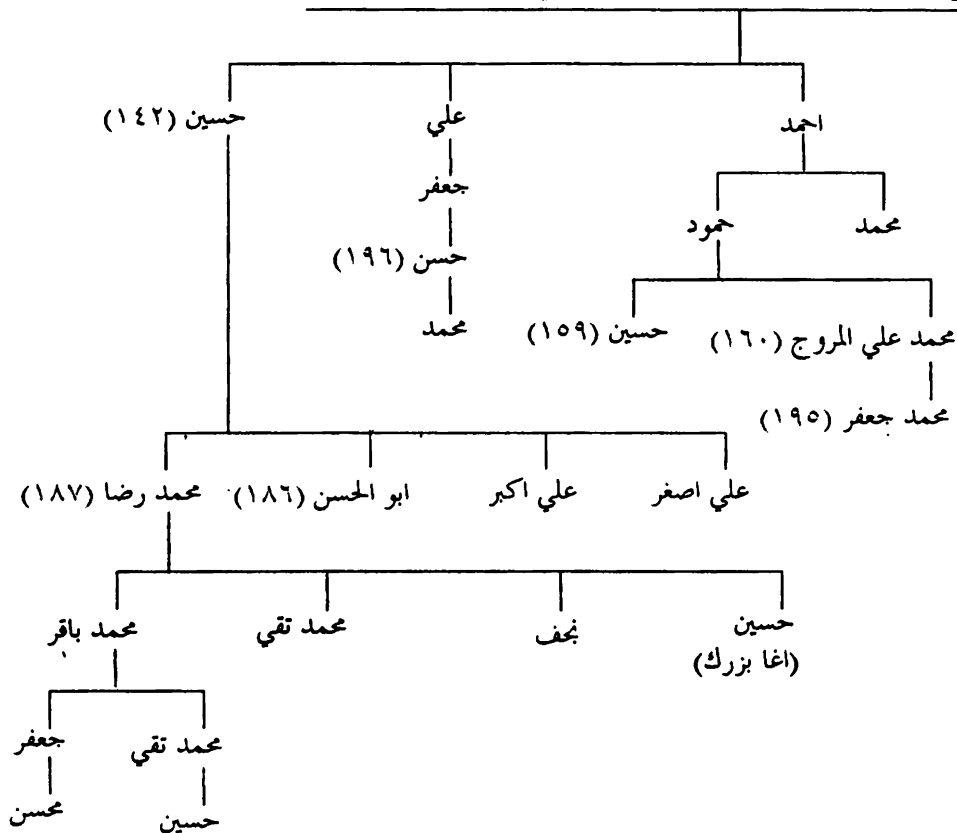 احمد
علي
حسين (١٤٢)
محمد
حمود
جعفر
حسن (١٩٦)
محمد
محمد علي المروج (١٦٠)
حسين (١٥٩)
محمد جعفر (١٩٥)
علي اصغر
علي اكبر
ابو الحسن (١٨٦)
محمد رضا (١٨٧)
حسين
(اغا بزرك)
نجف
محمد تقي
محمد باقر
محمد تقي
جعفر
حسين
محسن